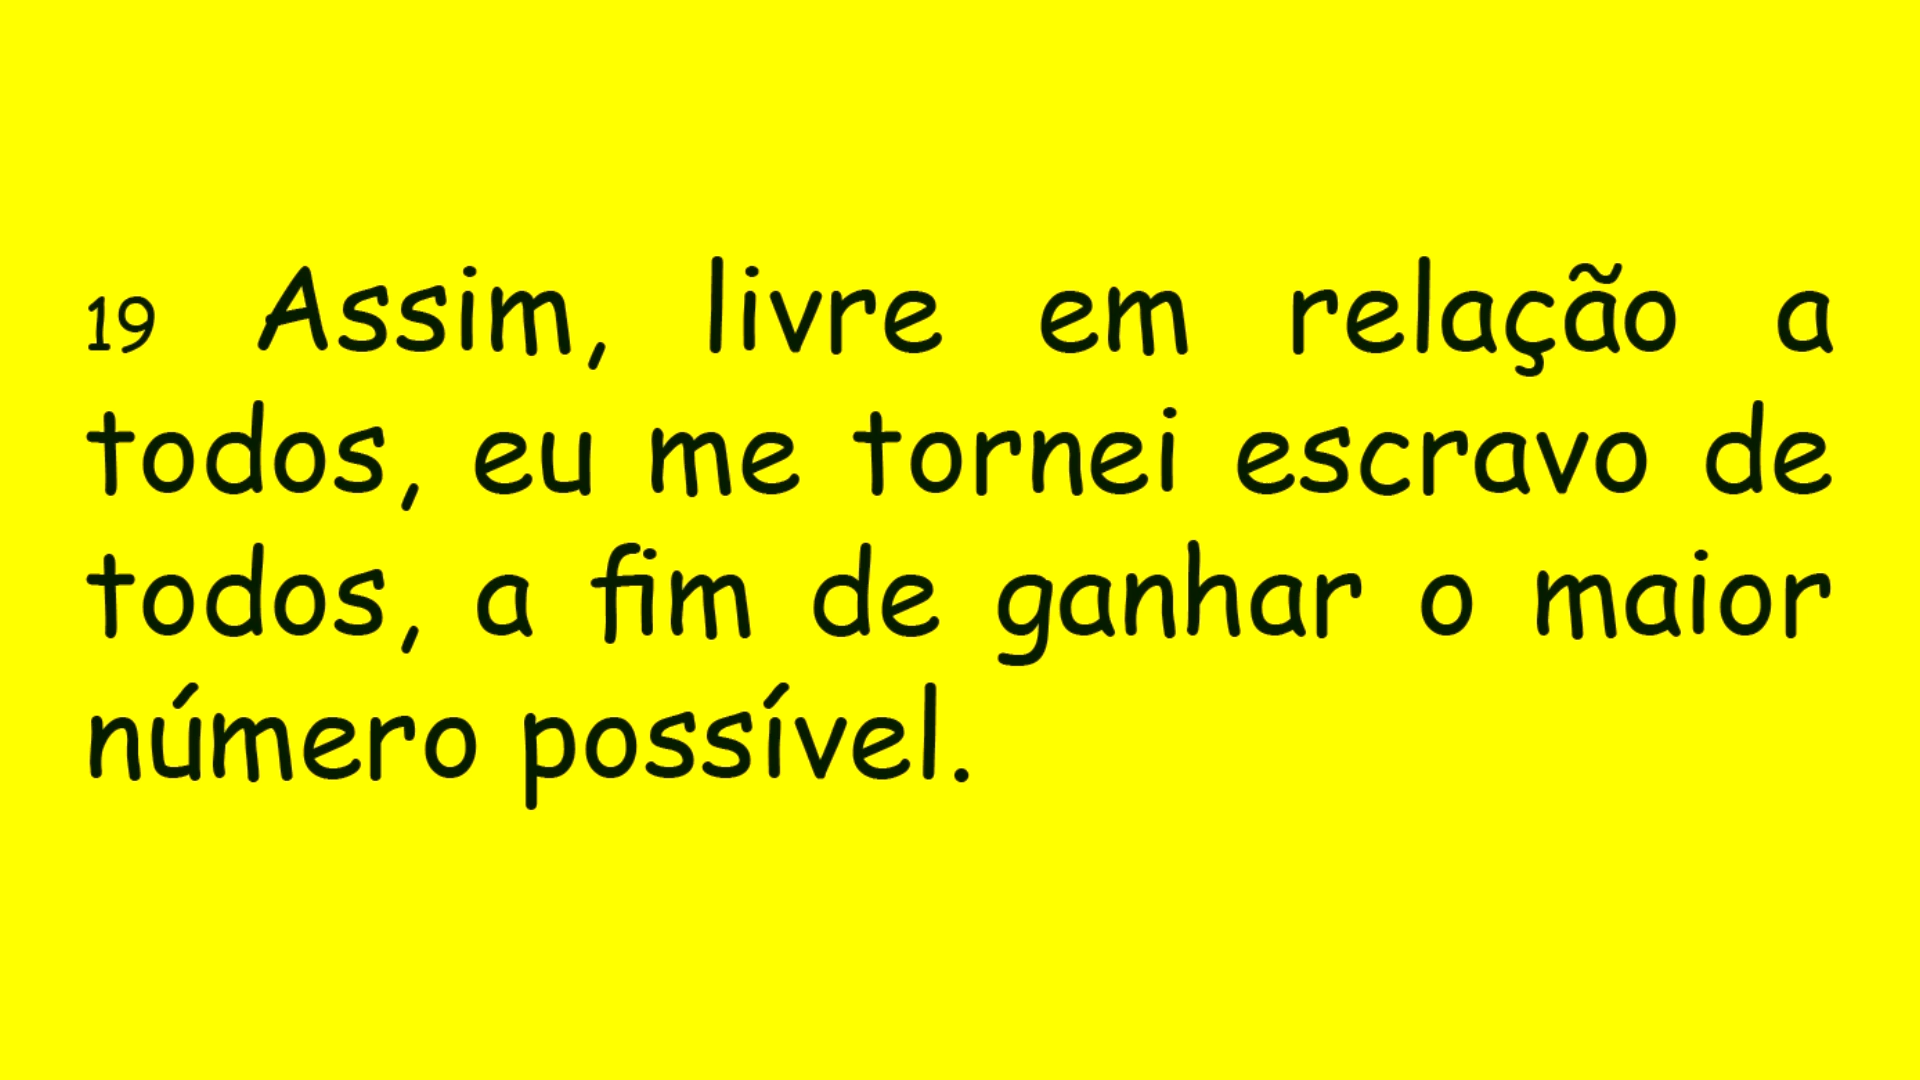 19 Assim, livre em relação a
todos, eu me tornei escravo de
todos, a fim de ganhar o maior
número possível.